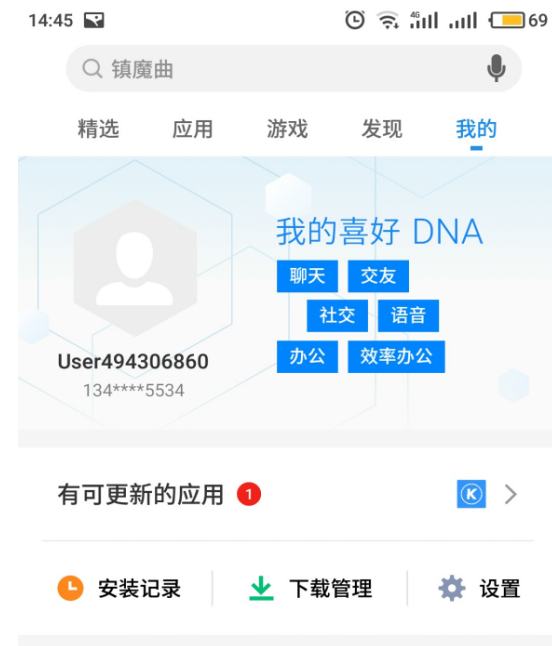 14:45 4G 69
镇魔曲
精选 应用 游戏 发现 我的
我的喜好 DNA
聊天 交友
社交 语音
办公 效率办公
User494306860
134****5534
有可更新的应用 1 K
安装记录 下载管理 设置